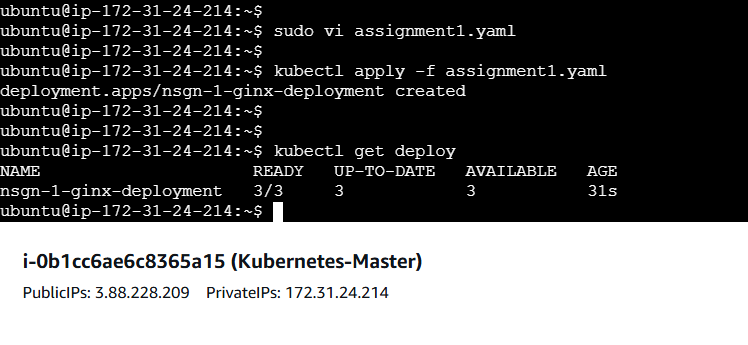 ubuntu@ip-172-31-24-214:~$
ubuntu@ip-172-31-24-214:~$ sudo vi assignment1.yaml
ubuntu@ip-172-31-24-214:~$
ubuntu@ip-172-31-24-214:~$ kubectl apply -f assignment1.yaml
deployment.apps/nsgn-1-ginx-deployment created
ubuntu@ip-172-31-24-214:~$
ubuntu@ip-172-31-24-214:~$
ubuntu@ip-172-31-24-214:~$ kubectl get deploy
NAME READY UP-TO-DATE AVAILABLE AGE
nsgn-1-ginx-deployment 3/3 3 3 31s
ubuntu@ip-172-31-24-214:~$
i-0b1cc6ae6c8365a15 (Kubernetes-Master)
PublicIPs: 3.88.228.209 PrivateIPs: 172.31.24.214